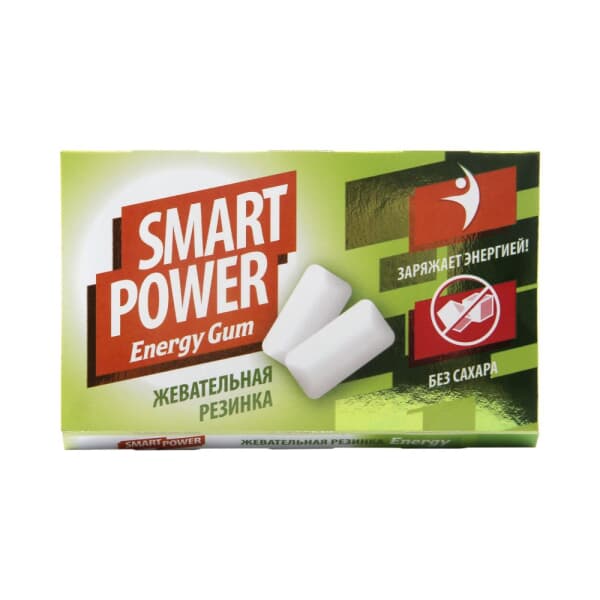 SMART
POWER
Energy Gum
ЖЕВАТЕЛЬНАЯ
РЕЗИНКА
ЗАРЯЖАЕТ ЭНЕРГИЕЙ!
БЕЗ САХАРА
SMART POWER ЖЕВАТЕЛЬНАЯ РЕЗИНКА Energy